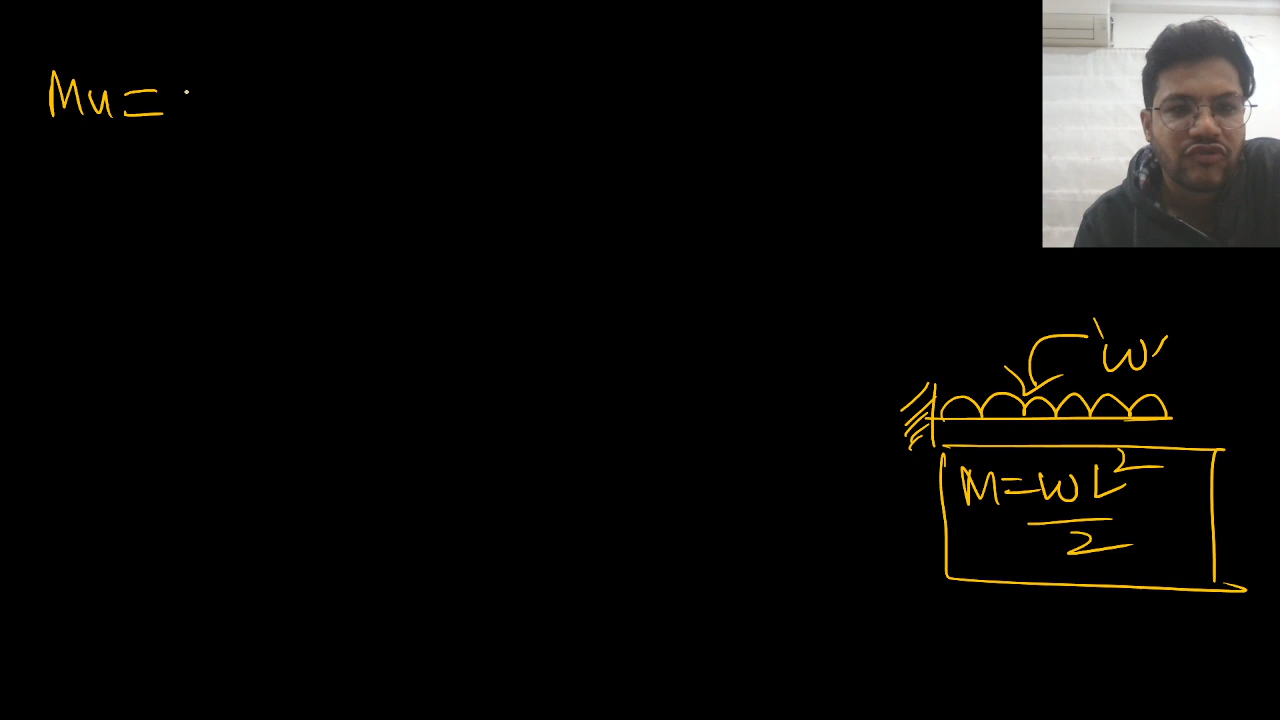 Mu =
'w'
M = wL²
2